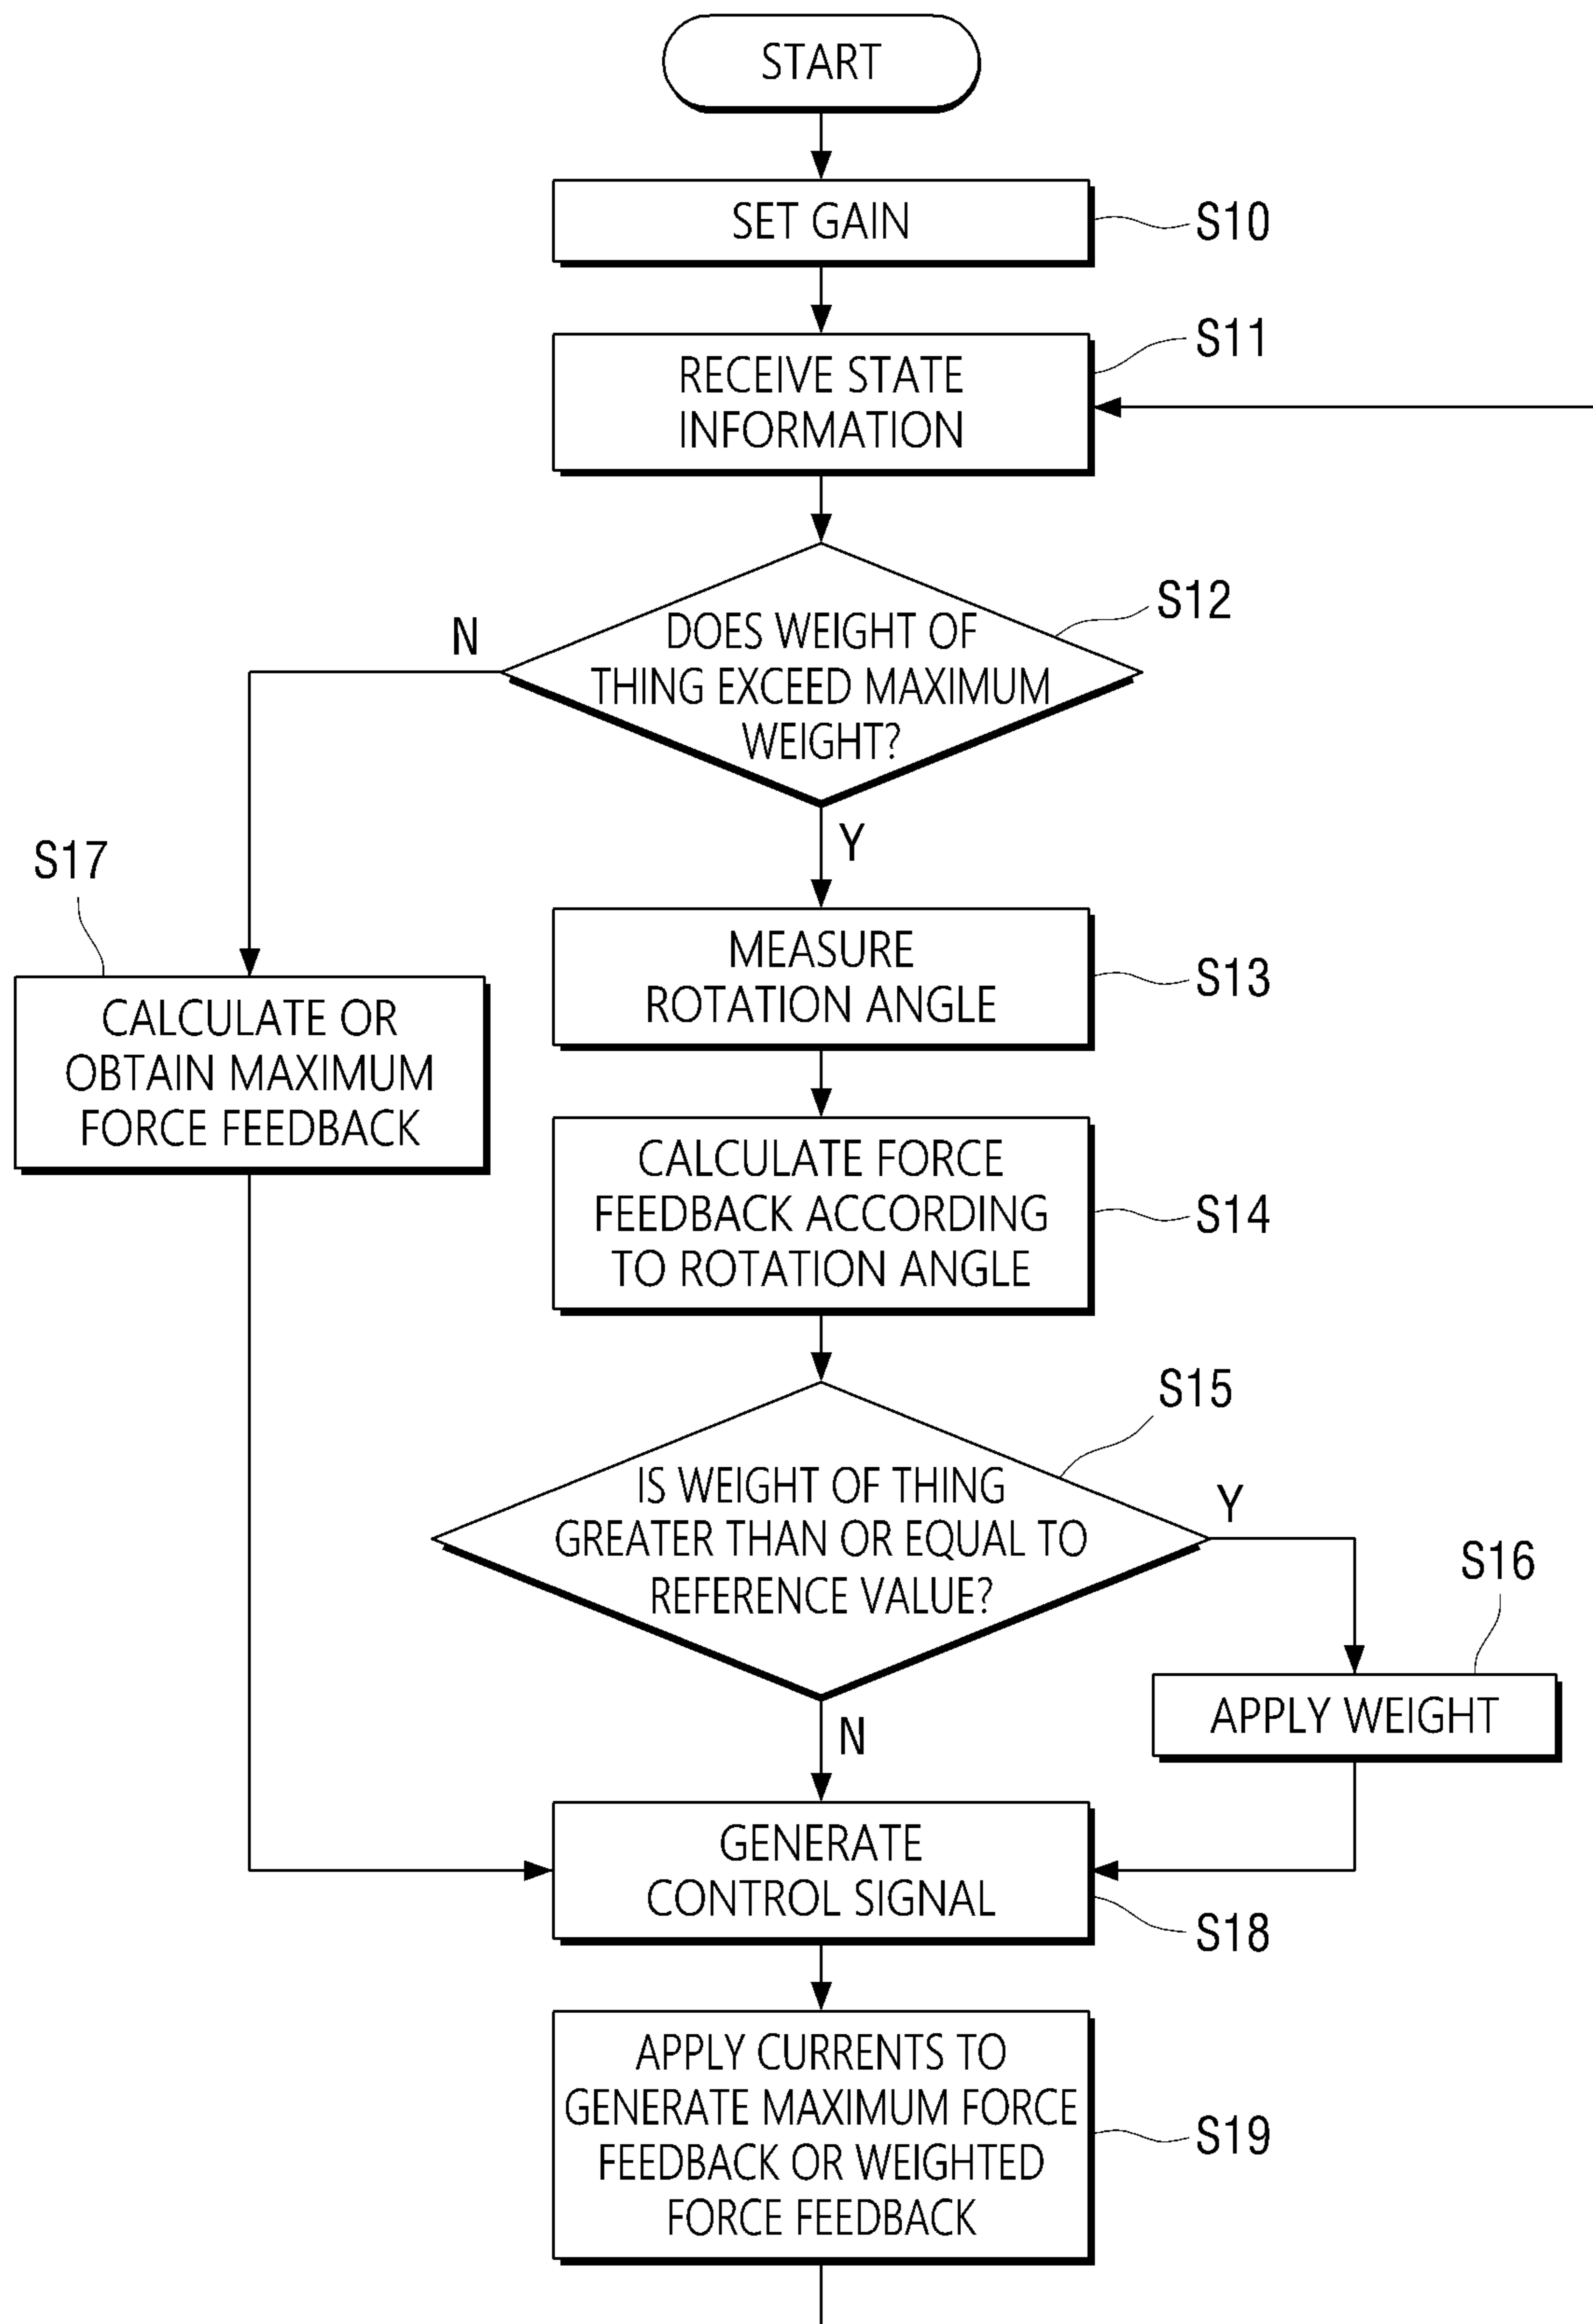 START
SET GAIN
S10
RECEIVE STATE
INFORMATION
S11
DOES WEIGHT OF
THING EXCEED MAXIMUM
WEIGHT?
S12
N
Y
S17
CALCULATE OR
OBTAIN MAXIMUM
FORCE FEEDBACK
MEASURE
ROTATION ANGLE
S13
CALCULATE FORCE
FEEDBACK ACCORDING
TO ROTATION ANGLE
S14
IS WEIGHT OF THING
GREATER THAN OR EQUAL TO
REFERENCE VALUE?
S15
Y
S16
APPLY WEIGHT
N
GENERATE
CONTROL SIGNAL
S18
APPLY CURRENTS TO
GENERATE MAXIMUM FORCE
FEEDBACK OR WEIGHTED
FORCE FEEDBACK
S19